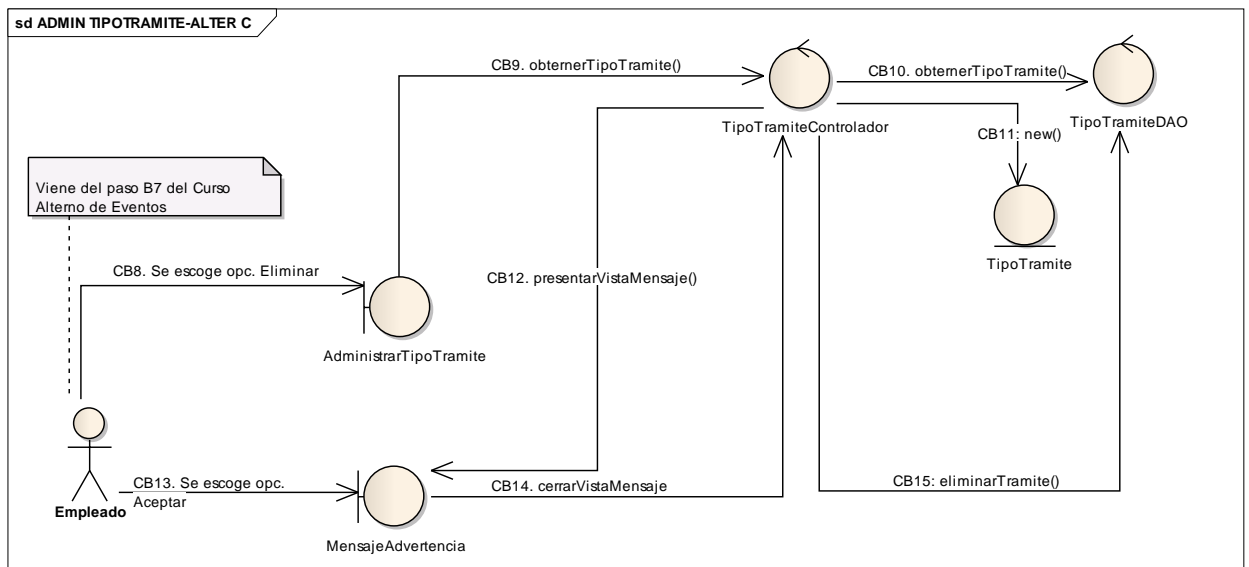 sd ADMIN TIPOTRAMITE-ALTER C
CB9. obternerTipoTramite()
CB10. obternerTipoTramite()
TipoTramiteControlador
TipoTramiteDAO
CB11: new()
Viene del paso B7 del Curso
Alterno de Eventos
TipoTramite
CB8. Se escoge opc. Eliminar
CB12. presentarVistaMensaje()
AdministrarTipoTramite
CB13. Se escoge opc.
Aceptar
CB14. cerrarVistaMensaje
CB15: eliminarTramite()
Empleado
MensajeAdvertencia